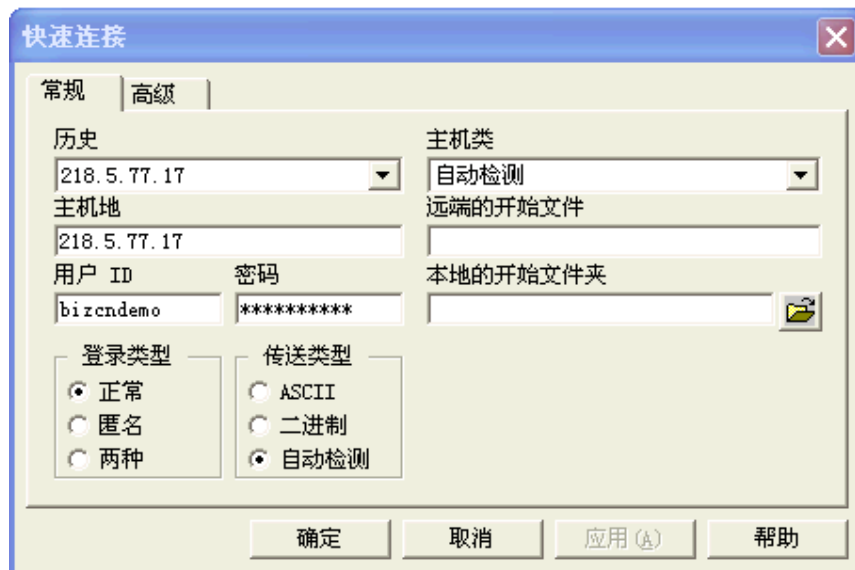 快速连接
常规 高级
历史 主机类
218.5.77.17 自动检测
主机地 远端的开始文件
218.5.77.17
用户 ID 密码 本地的开始文件夹
bizcndemo **********
登录类型 传送类型
正常 ASCII
匿名 二进制
两种 自动检测
确定 取消 应用(A) 帮助